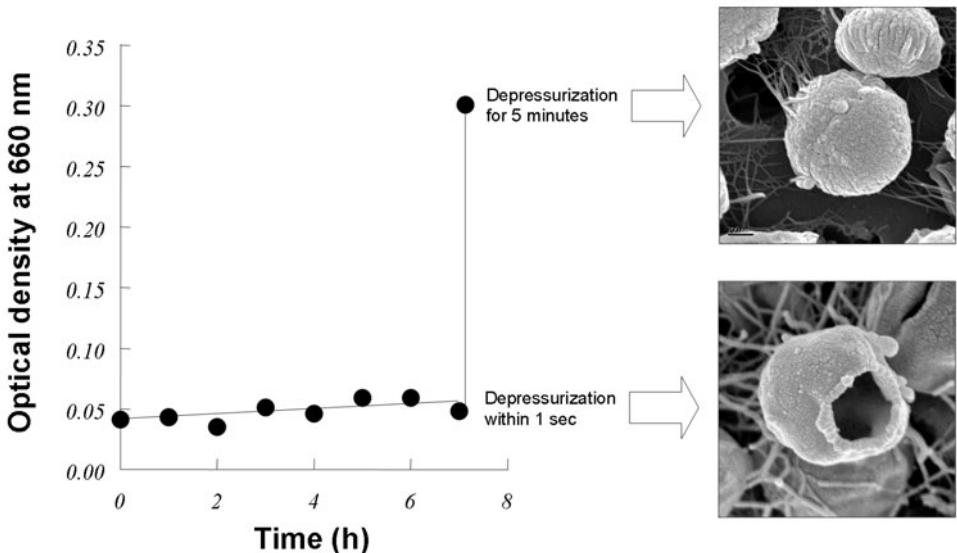 Optical density at 660 nm
0.35
0.30
0.25
0.20
0.15
0.10
0.05
0.00
0
2
4
6
8
Time (h)
Depressurization
for 5 minutes
Depressurization
within 1 sec